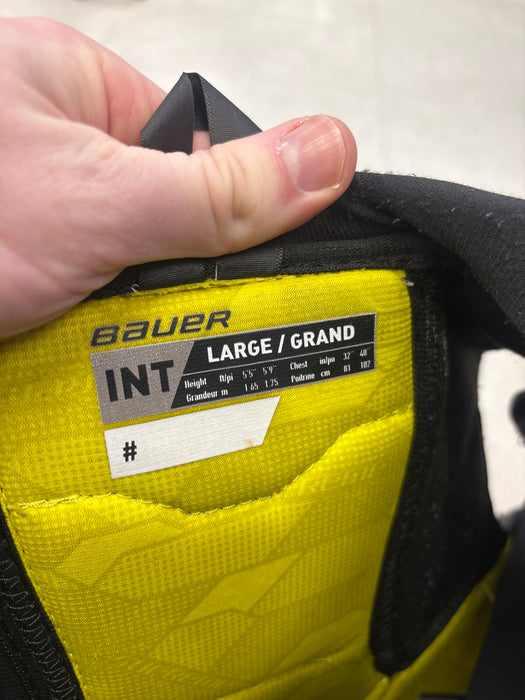 BAUER
INT LARGE / GRAND
Height ft/pi 5'5" 5'9" Chest in/po 32" 40"
Grandeur m 1.65 1.75 Poitrine cm 81 107
#